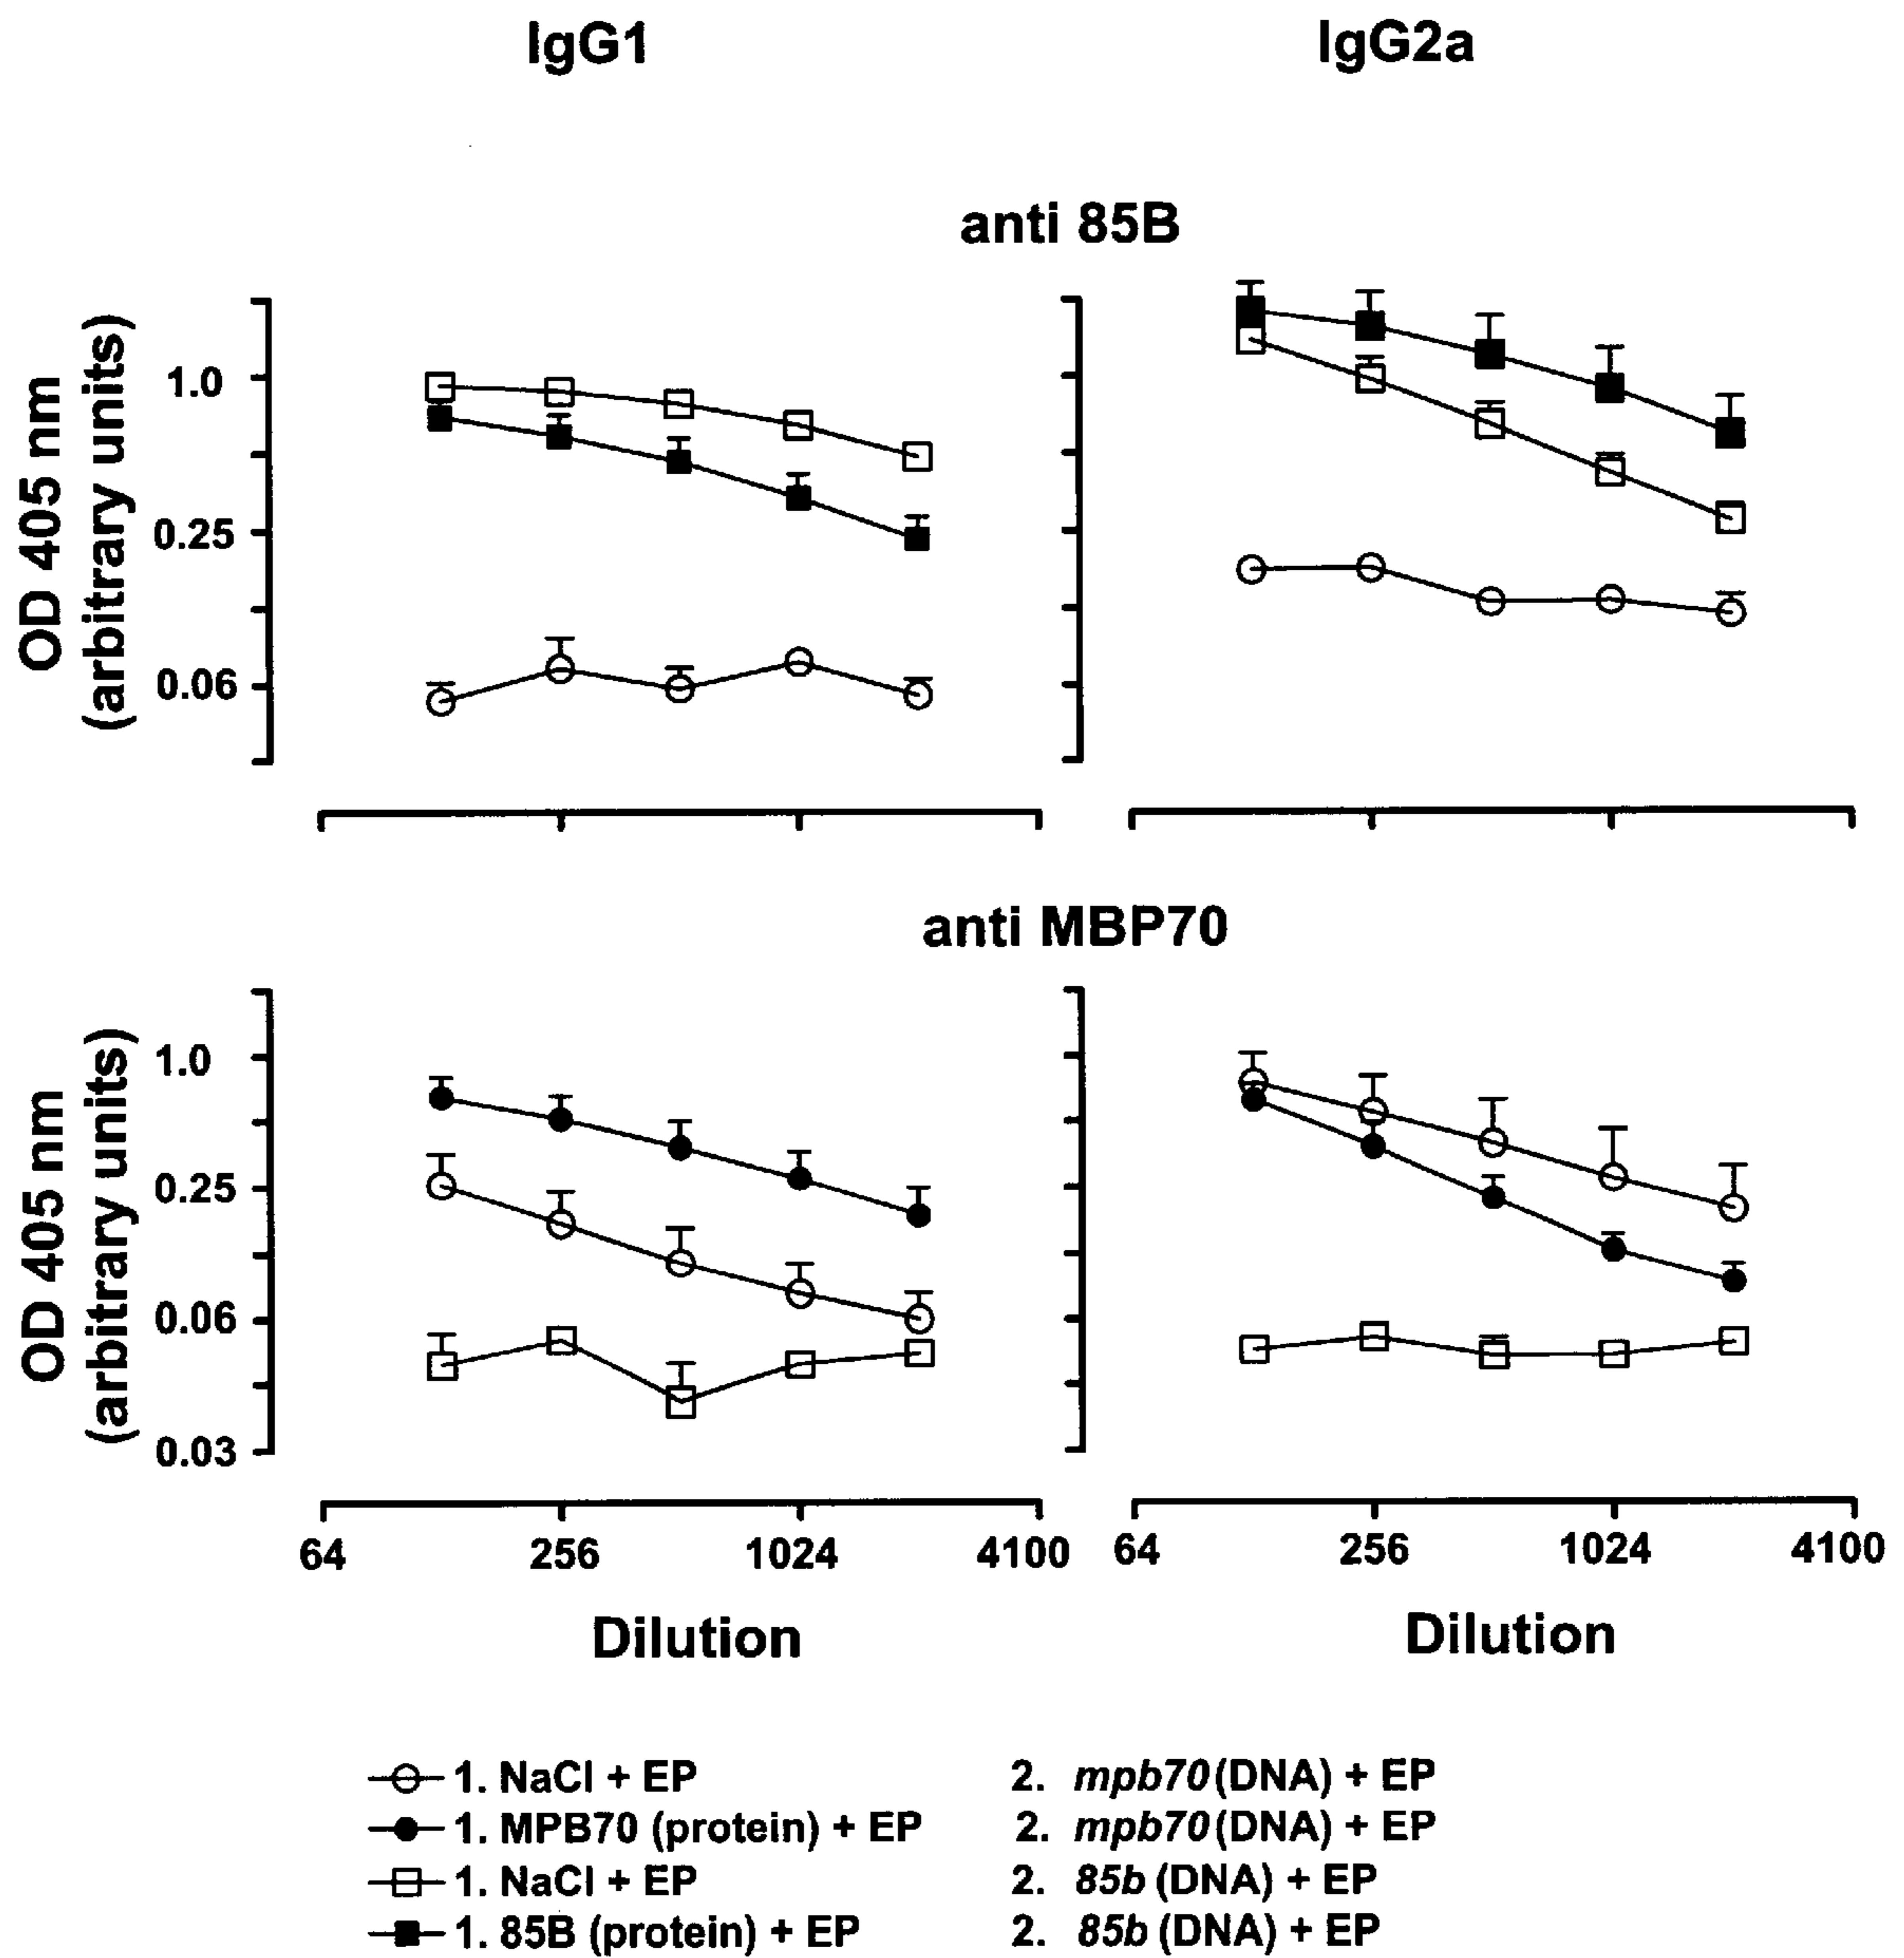 IgG1
IgG2a
anti 85B
OD 405 nm
(arbitrary units)
1.0
0.25
0.06
anti MBP70
OD 405 nm
(arbitrary units)
1.0
0.25
0.06
0.03
64 256 1024 4100
64 256 1024 4100
Dilution
Dilution
1. NaCl + EP 2. mpb70 (DNA) + EP
1. MPB70 (protein) + EP 2. mpb70 (DNA) + EP
1. NaCl + EP 2. 85b (DNA) + EP
1. 85B (protein) + EP 2. 85b (DNA) + EP